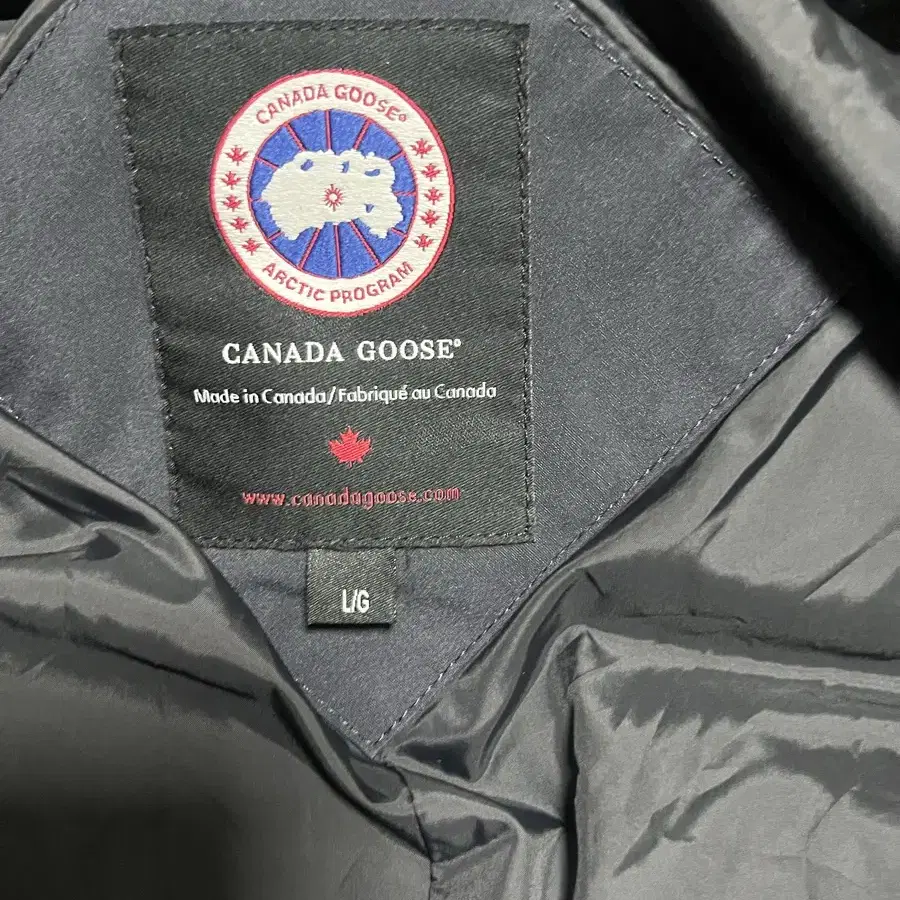 CANADA GOOSE®
ARCTIC PROGRAM
CANADA GOOSE®
Made in Canada/Fabriqué au Canada
www.canadagoose.com
L/G